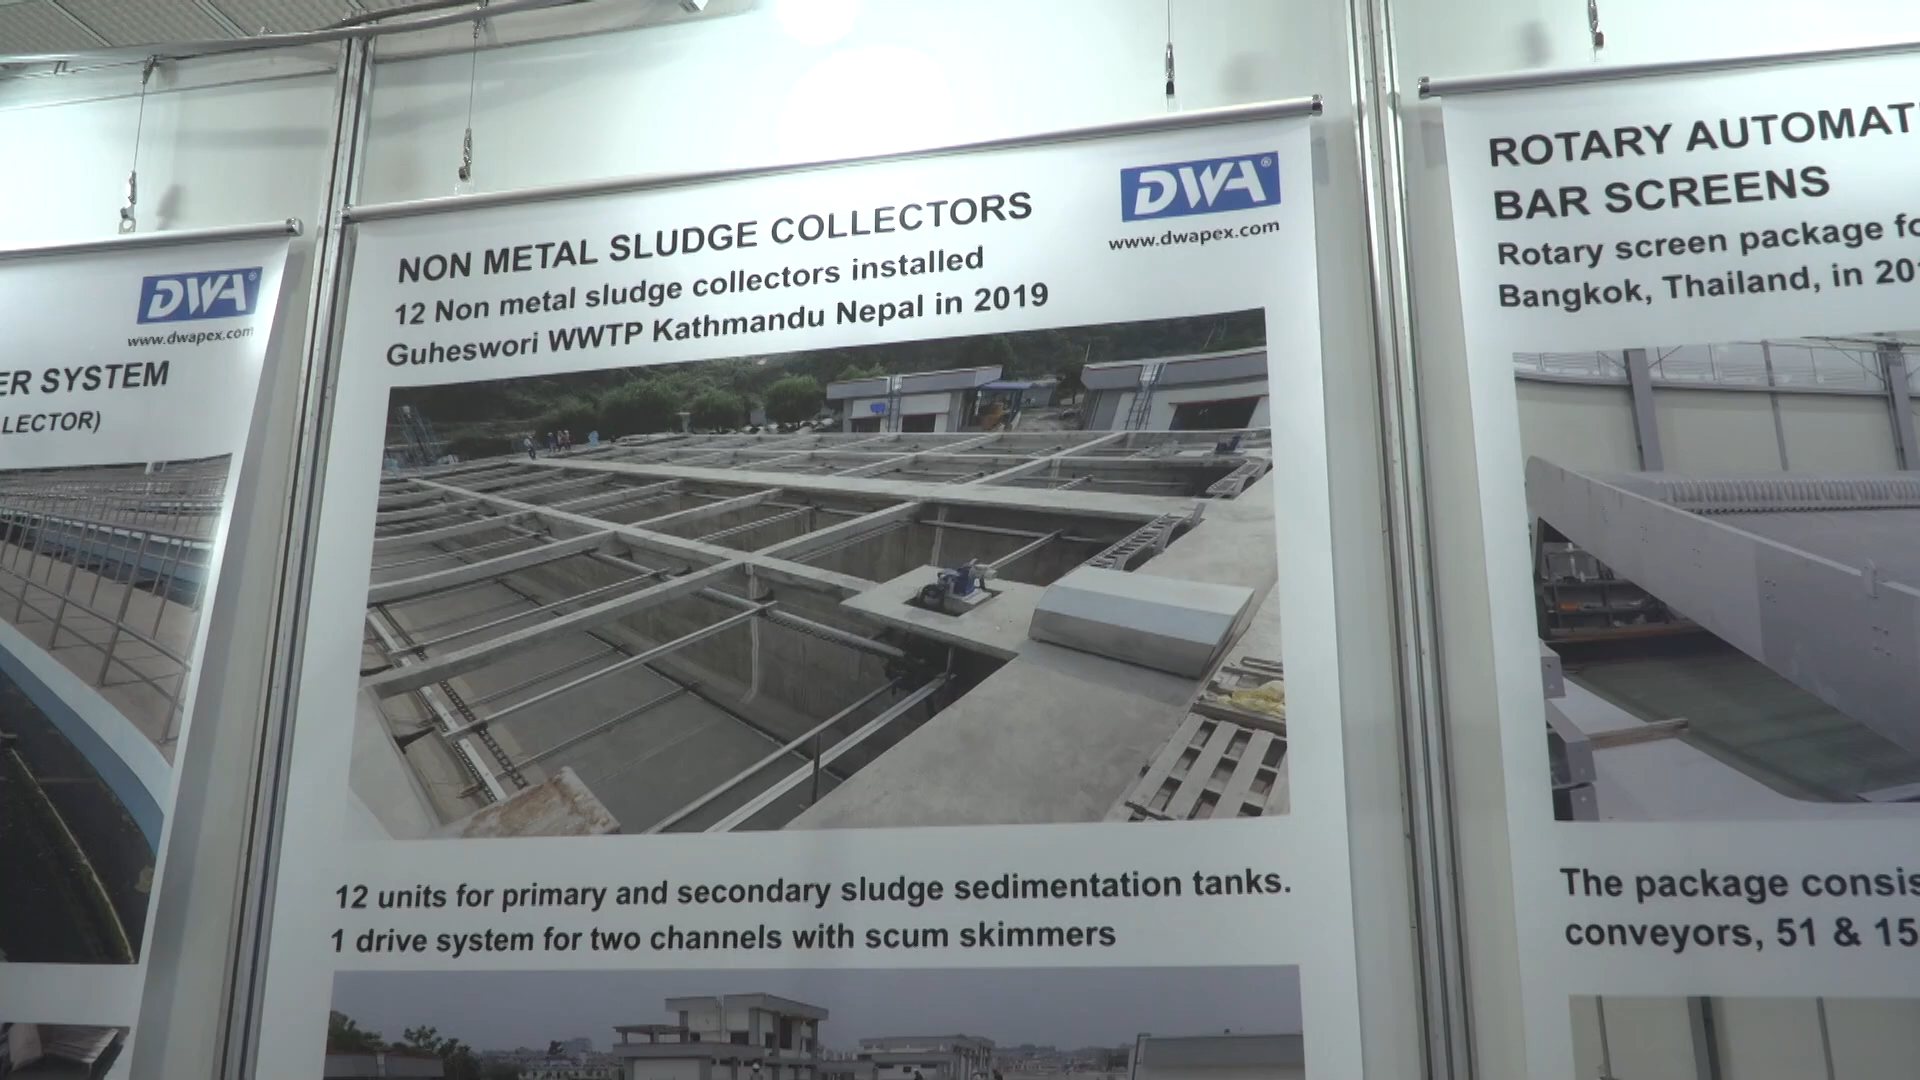 DWA®
www.dwapex.com
ER SYSTEM
LECTOR)
NON METAL SLUDGE COLLECTORS
12 Non metal sludge collectors installed
Guheswori WWTP Kathmandu Nepal in 2019
DWA®
www.dwapex.com
12 units for primary and secondary sludge sedimentation tanks.
1 drive system for two channels with scum skimmers
ROTARY AUTOMAT
BAR SCREENS
Rotary screen package fo
Bangkok, Thailand, in 20
The package consis
conveyors, 51 & 15